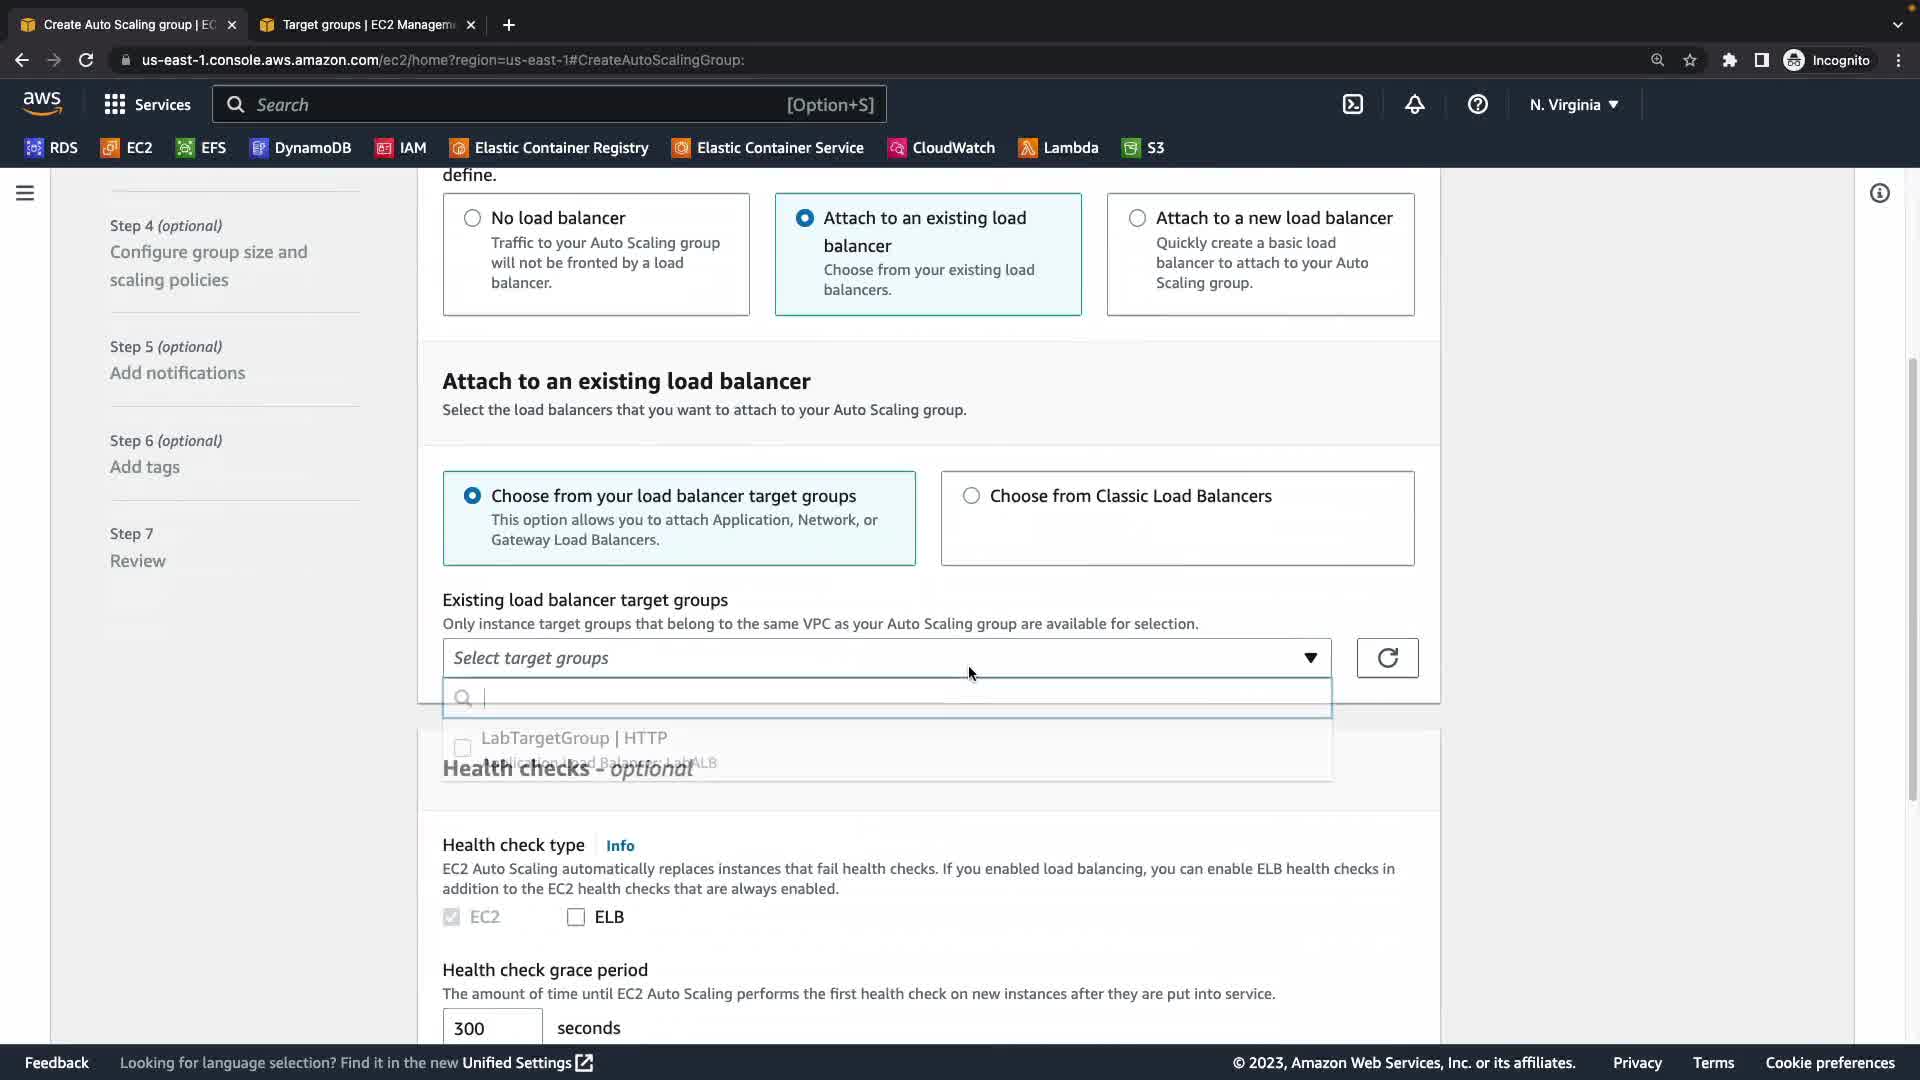 Create Auto Scaling group | EC
Target groups | EC2 Managem
us-east-1.console.aws.amazon.com/ec2/home?region=us-east-1#CreateAutoScalingGroup:
Incognito
aws
Services
Search
[Option+S]
N. Virginia
RDS
EC2
EFS
DynamoDB
IAM
Elastic Container Registry
Elastic Container Service
CloudWatch
Lambda
S3
define.
Step 4 (optional)
Configure group size and
scaling policies
Step 5 (optional)
Add notifications
Step 6 (optional)
Add tags
Step 7
Review
No load balancer
Traffic to your Auto Scaling group
will not be fronted by a load
balancer.
Attach to an existing load
balancer
Choose from your existing load
balancers.
Attach to a new load balancer
Quickly create a basic load
balancer to attach to your Auto
Scaling group.
Attach to an existing load balancer
Select the load balancers that you want to attach to your Auto Scaling group.
Choose from your load balancer target groups
This option allows you to attach Application, Network, or
Gateway Load Balancers.
Choose from Classic Load Balancers
Existing load balancer target groups
Only instance target groups that belong to the same VPC as your Auto Scaling group are available for selection.
Select target groups
LabTargetGroup | HTTP
Application Load Balancer: LabALB
Health checks - optional
Health check type
Info
EC2 Auto Scaling automatically replaces instances that fail health checks. If you enabled load balancing, you can enable ELB health checks in
addition to the EC2 health checks that are always enabled.
EC2
ELB
Health check grace period
The amount of time until EC2 Auto Scaling performs the first health check on new instances after they are put into service.
300
seconds
Feedback
Looking for language selection? Find it in the new Unified Settings
© 2023, Amazon Web Services, Inc. or its affiliates.
Privacy
Terms
Cookie preferences